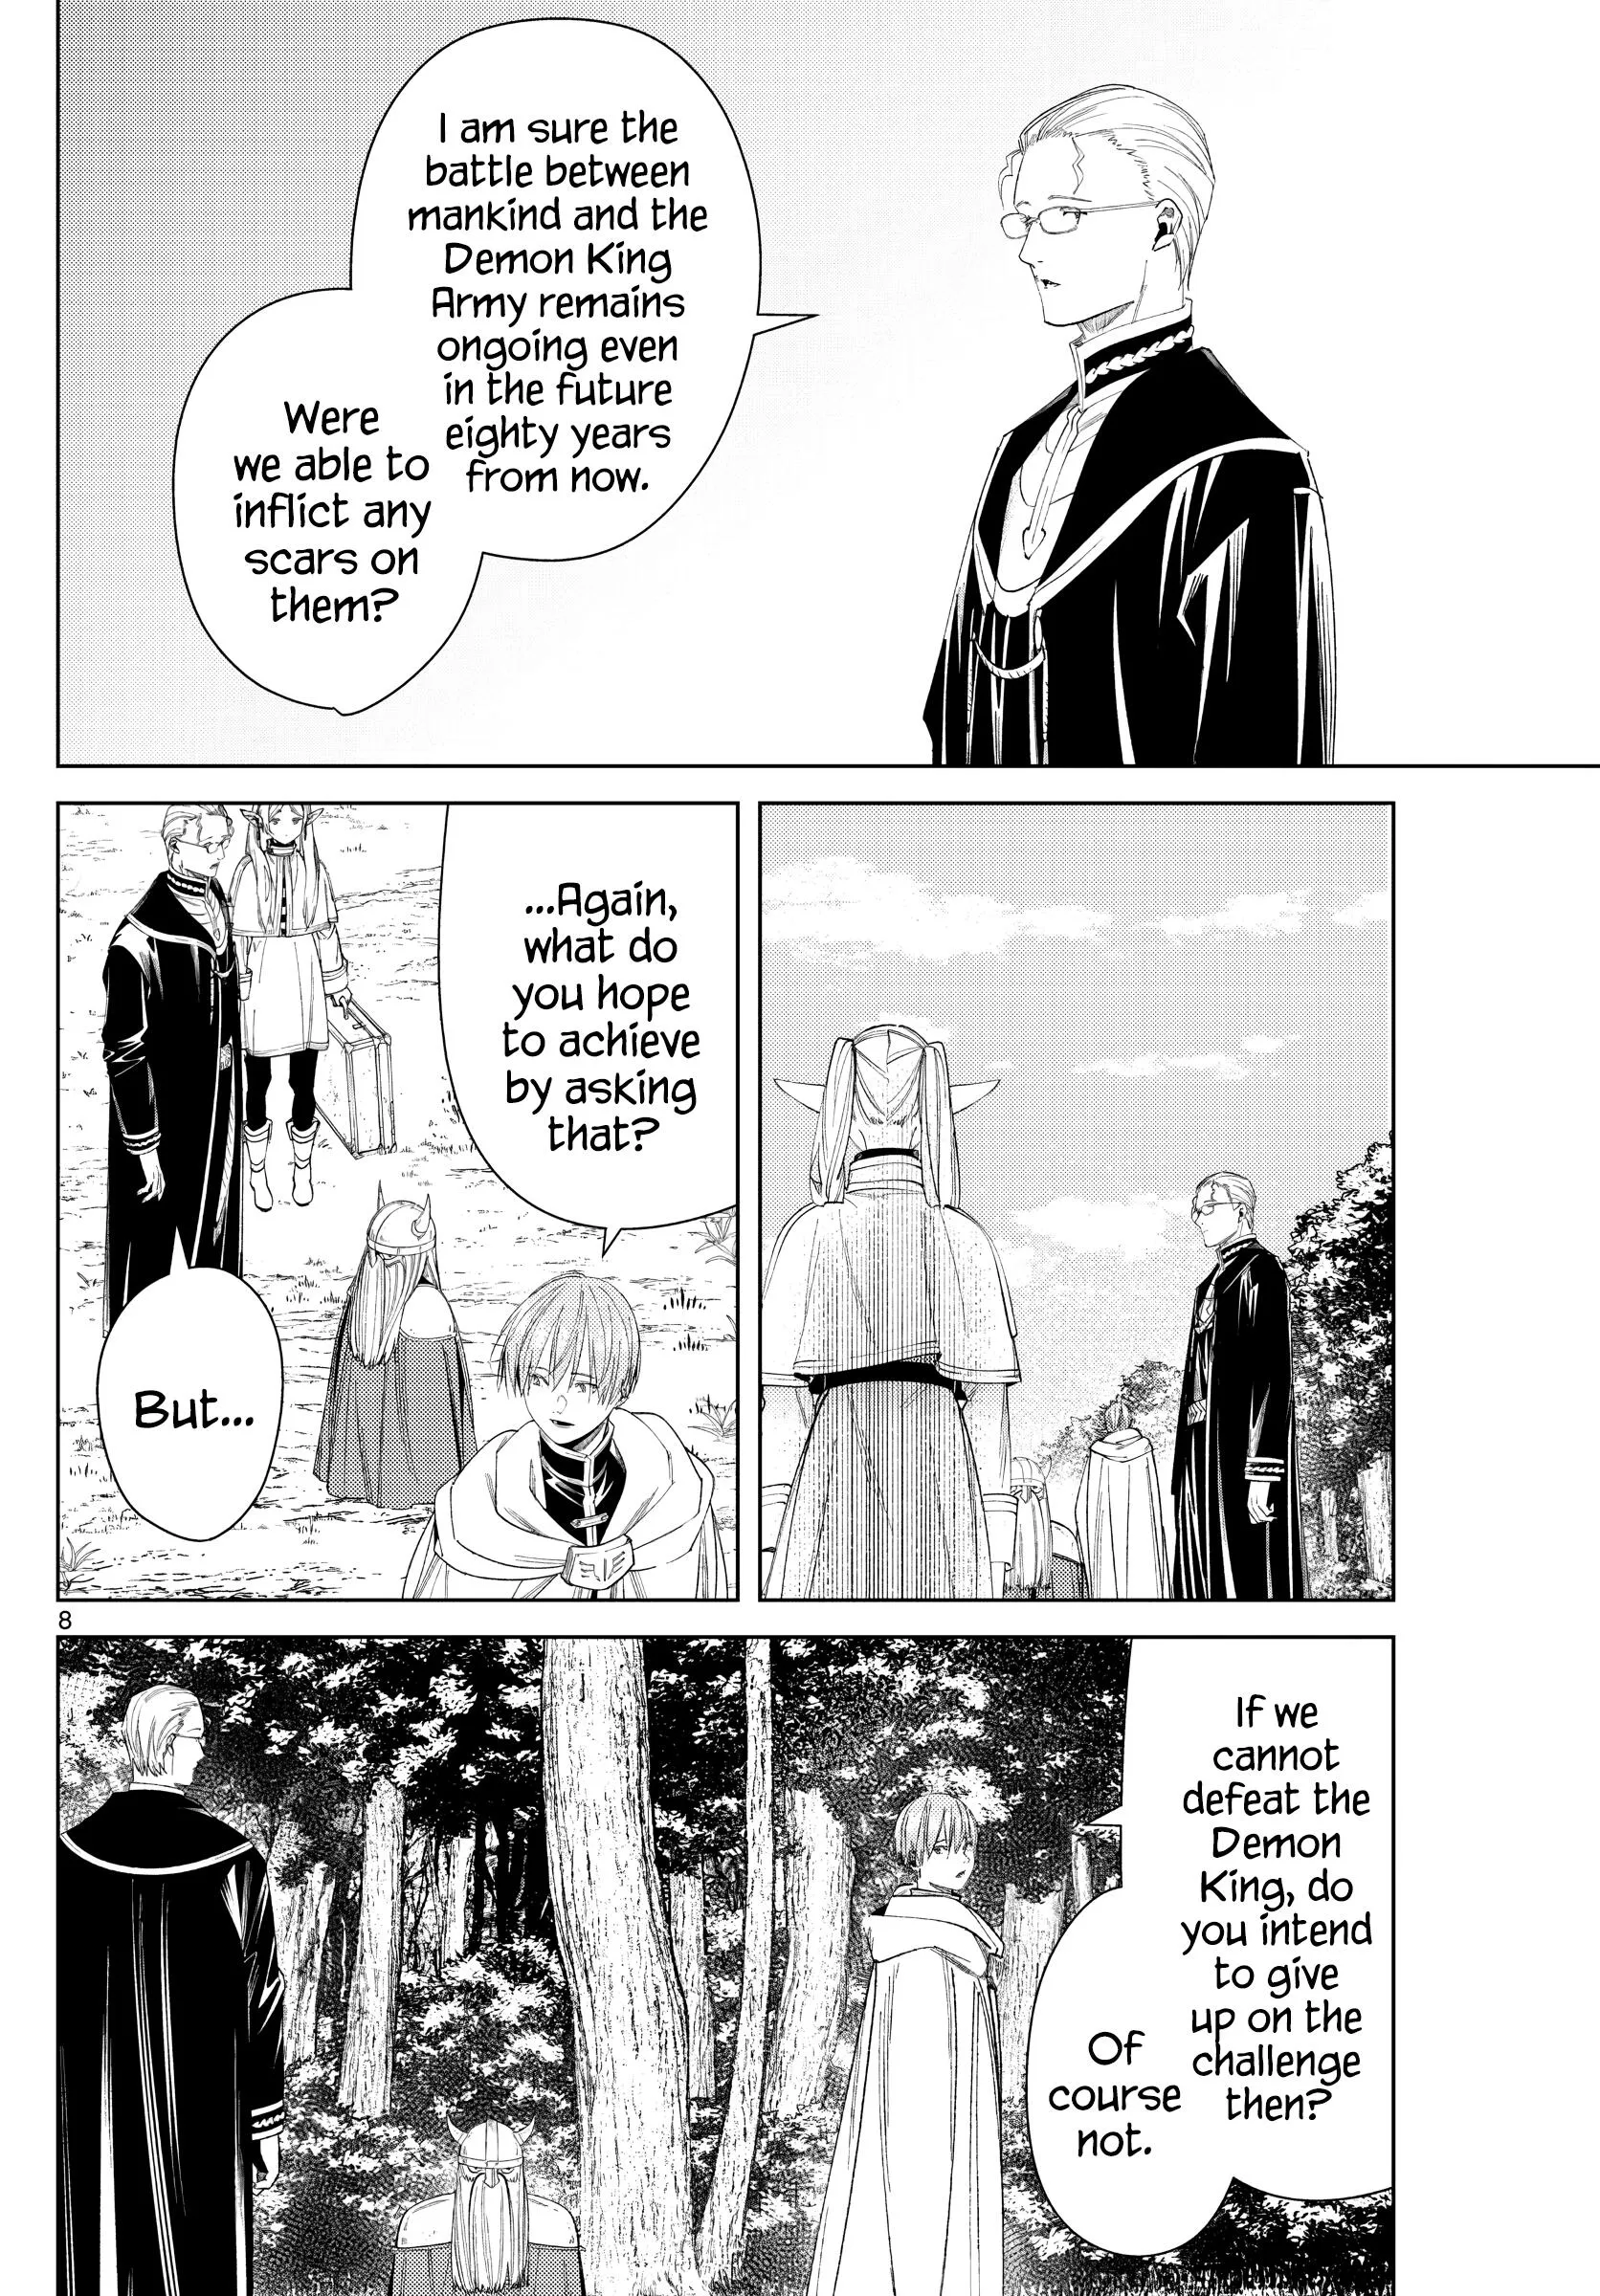 I am sure the
battle between
mankind and the
Demon King
Army remains
ongoing even
in the future
eighty years
from now.
Were
we able to
inflict any
scars on
them?
...Again,
what do
you hope
to achieve
by asking
that?
But...
8
If we
cannot
defeat the
Demon
King, do
you intend
to give
up on the
challenge
then?
Of
course
not.